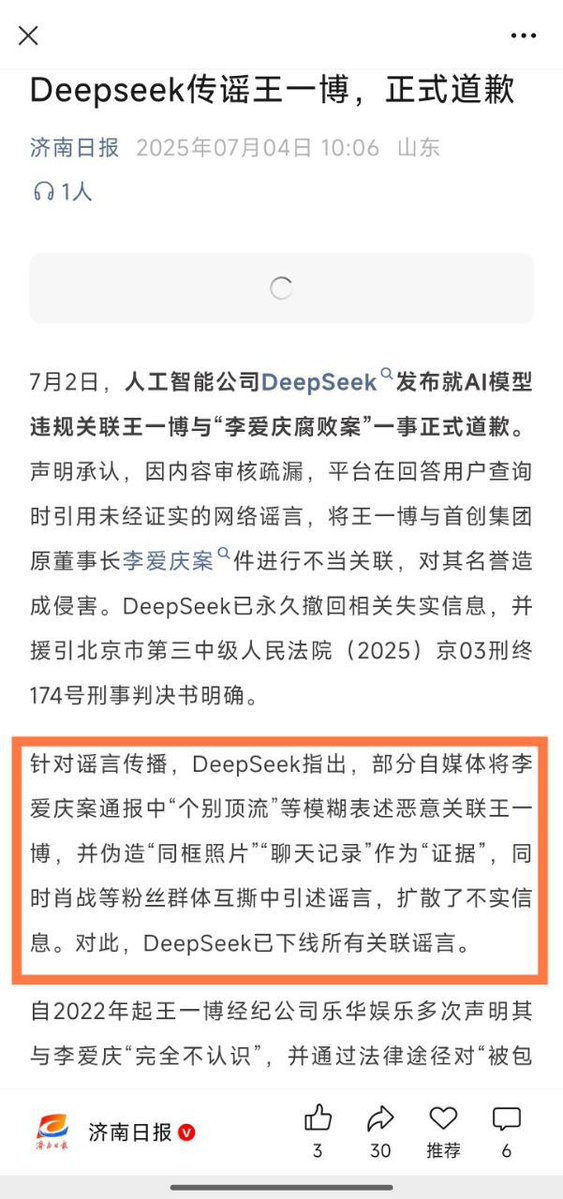 Deepseek传谣王一博，正式道歉
济南日报 2025年07月04日 10:06 山东
1人
7月2日，人工智能公司DeepSeek发布就AI模型
违规关联王一博与“李爱庆腐败案”一事正式道歉。
声明承认，因内容审核疏漏，平台在回答用户查询
时引用未经证实的网络谣言，将王一博与首创集团
原董事长李爱庆案件进行不当关联，对其名誉造
成侵害。DeepSeek已永久撤回相关失实信息，并
援引北京市第三中级人民法院（2025）京03刑终
174号刑事判决书明确。
针对谣言传播，DeepSeek指出，部分自媒体将李
爱庆案通报中“个别顶流”等模糊表述恶意关联王一
博，并伪造“同框照片”“聊天记录”作为“证据”，同
时肖战等粉丝群体互撕中引述谣言，扩散了不实信
息。对此，DeepSeek已下线所有关联谣言。
自2022年起王一博经纪公司乐华娱乐多次声明其
与李爱庆“完全不认识”，并通过法律途径对“被包
济南日报
济南日报
3
30
推荐
6